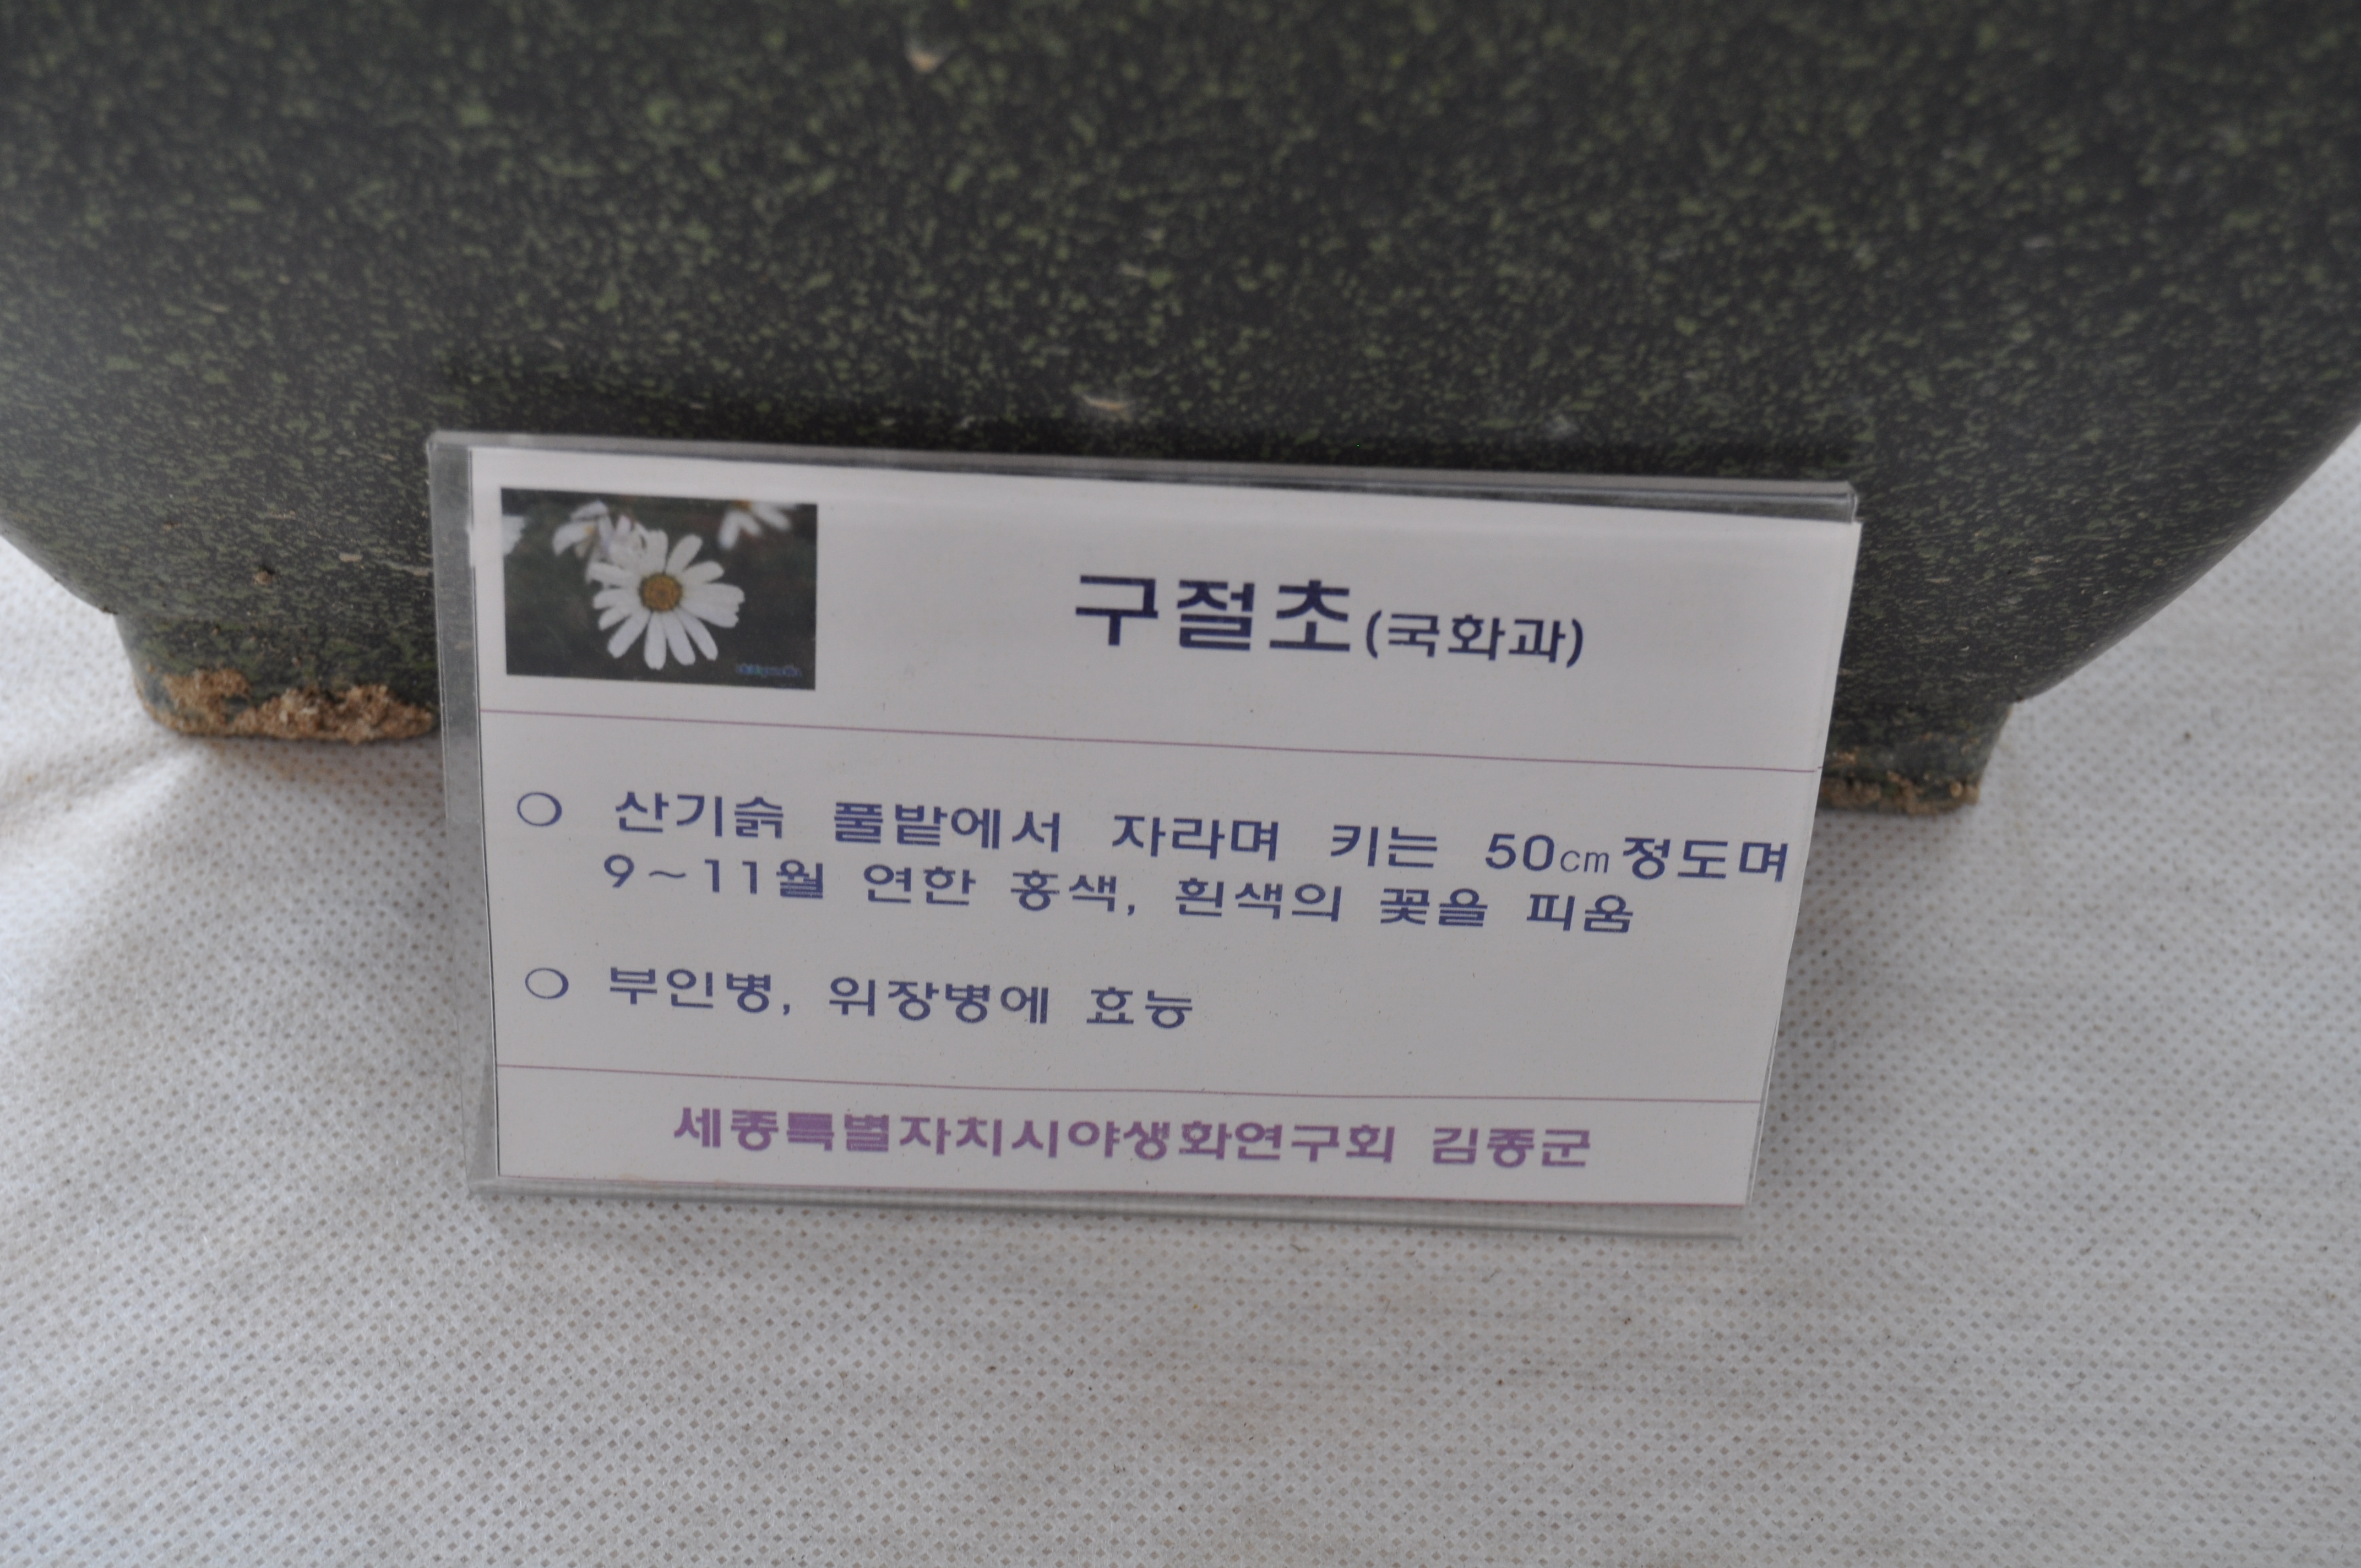 구절초(국화과)
○ 산기슭 풀밭에서 자라며 키는 50cm정도며
9~11월 연한 홍색, 흰색의 꽃을 피움
○ 부인병, 위장병에 효능
세종특별자치시야생화연구회 김종군